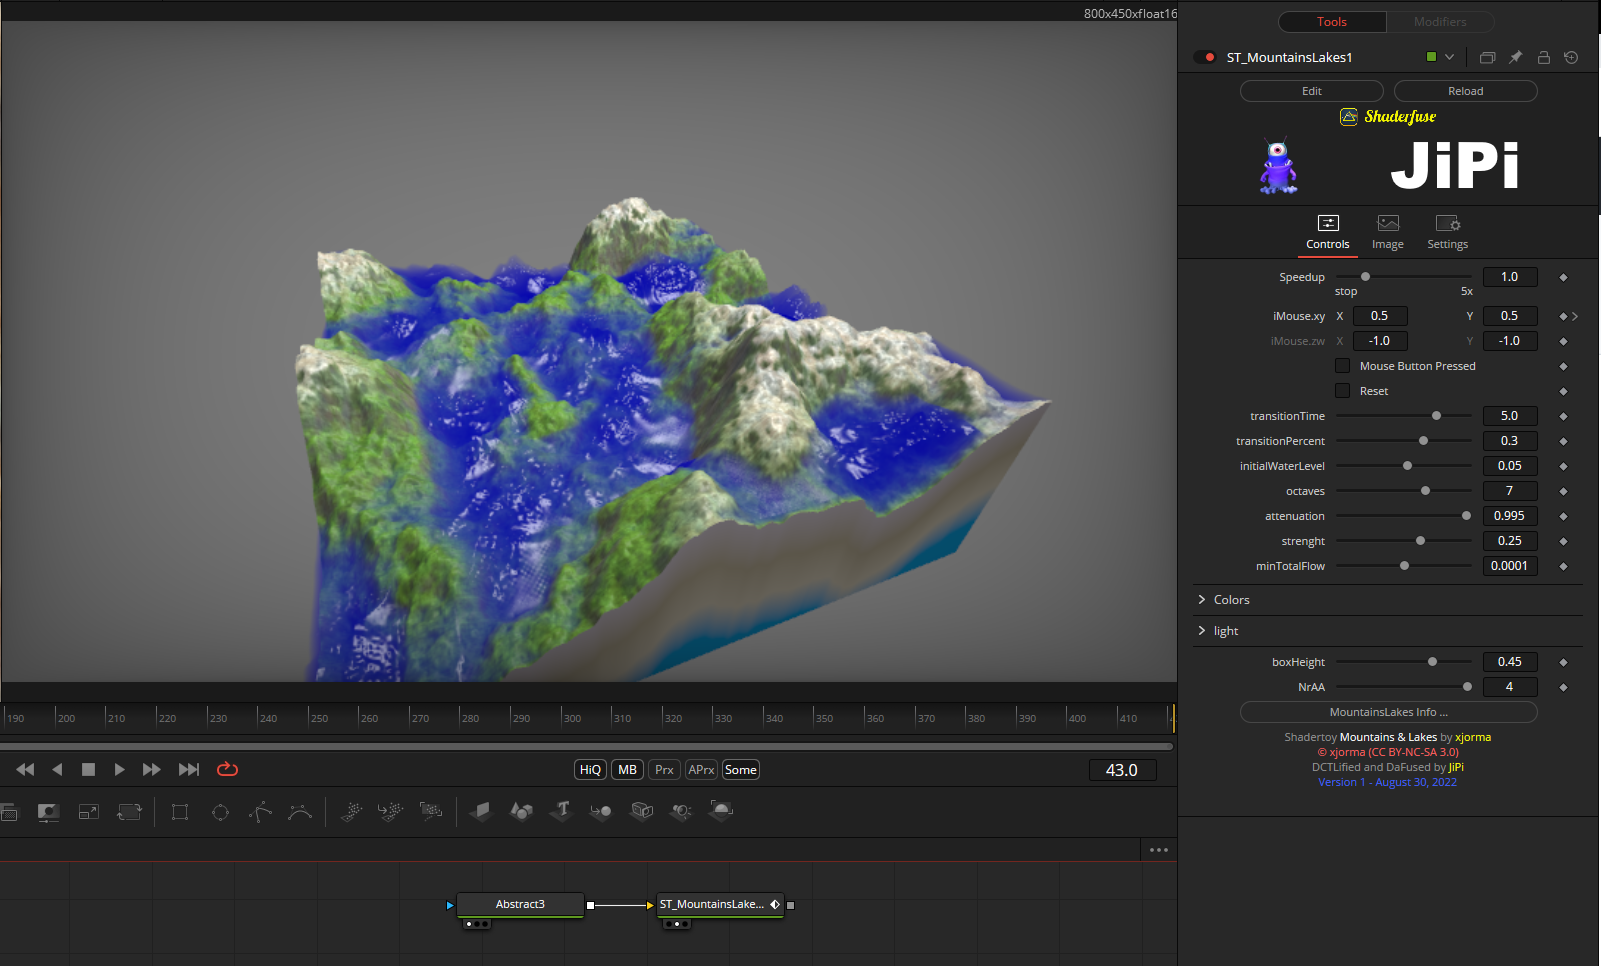 800x450xfloat16
Tools Modifiers
ST_MountainsLakes1
Edit Reload
Shaderfuse
JiPi
Controls Image Settings
Speedup 1.0
stop 5x
iMouse.xy X 0.5 Y 0.5
iMouse.zw X -1.0 Y -1.0
Mouse Button Pressed
Reset
transitionTime 5.0
transitionPercent 0.3
initialWaterLevel 0.05
octaves 7
attenuation 0.995
strenght 0.25
minTotalFlow 0.0001
Colors
light
boxHeight 0.45
NrAA 4
MountainsLakes Info ...
Shadertoy Mountains & Lakes by xjorma
© xjorma (CC BY-NC-SA 3.0)
DCTLified and DaFused by JiPi
Version 1 - August 30, 2022
190 200 210 220 230 240 250 260 270 280 290 300 310 320 330 340 350 360 370 380 390 400 410
HiQ MB Prx APrx Some 43.0
Abstract3 ST_MountainsLake...